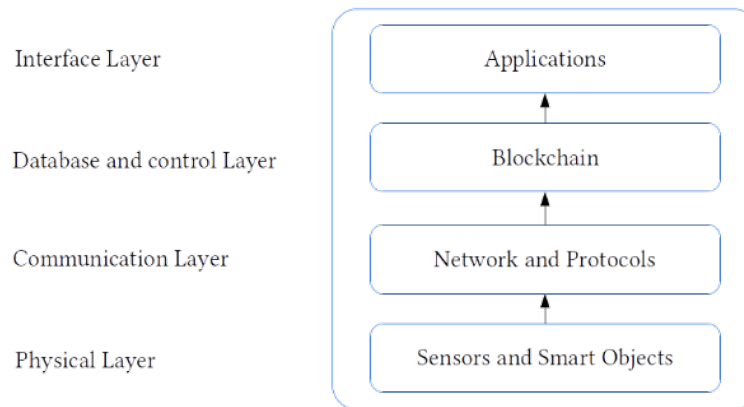 Interface Layer
Applications
Database and control Layer
Blockchain
Communication Layer
Network and Protocols
Physical Layer
Sensors and Smart Objects